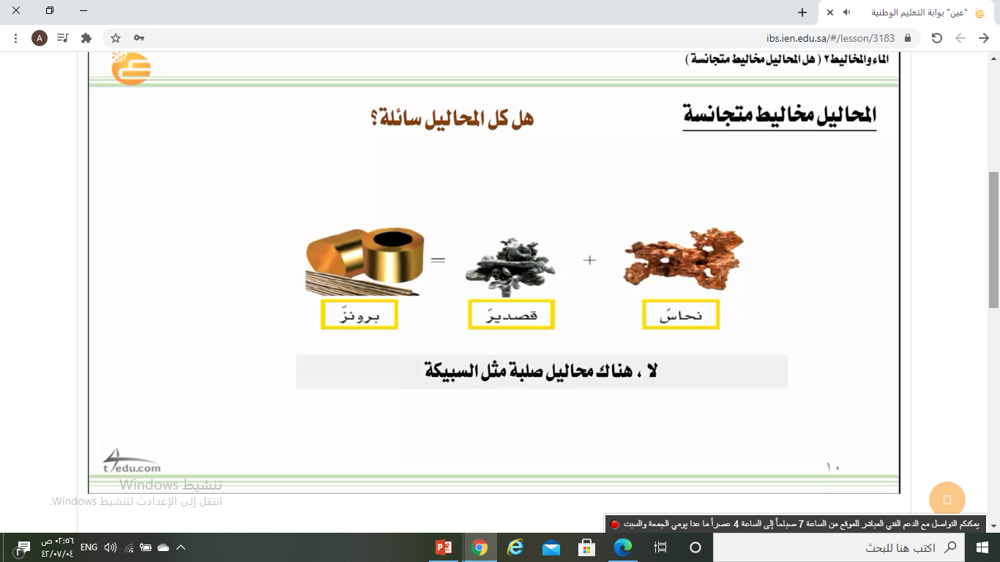 "عين" بوابة التعليم الوطنية
ibs.ien.edu.sa/#/lesson/3183
A
الماء والمخاليط٢ ( هل المحاليل مخاليط متجانسة )
المحاليل مخاليط متجانسة
هل كل المحاليل سائلة؟
نحاسٌ
+
قصديرٌ
=
برونزٌ
لا ، هناك محاليل صلبة مثل السبيكة
t4edu.com
١٠
تنشيط Windows
انتقل إلى الإعدادات لتنشيط Windows.
يمكنكم التواصل مع الدعم الفني المباشر للموقع من الساعة 7 صباحاً إلى الساعة 4 عصراً ما عدا يومي الجمعة والسبت
اكتب هنا للبحث
ENG
٠٢:٥٦ ص
٤٢/٠٧/٠٤